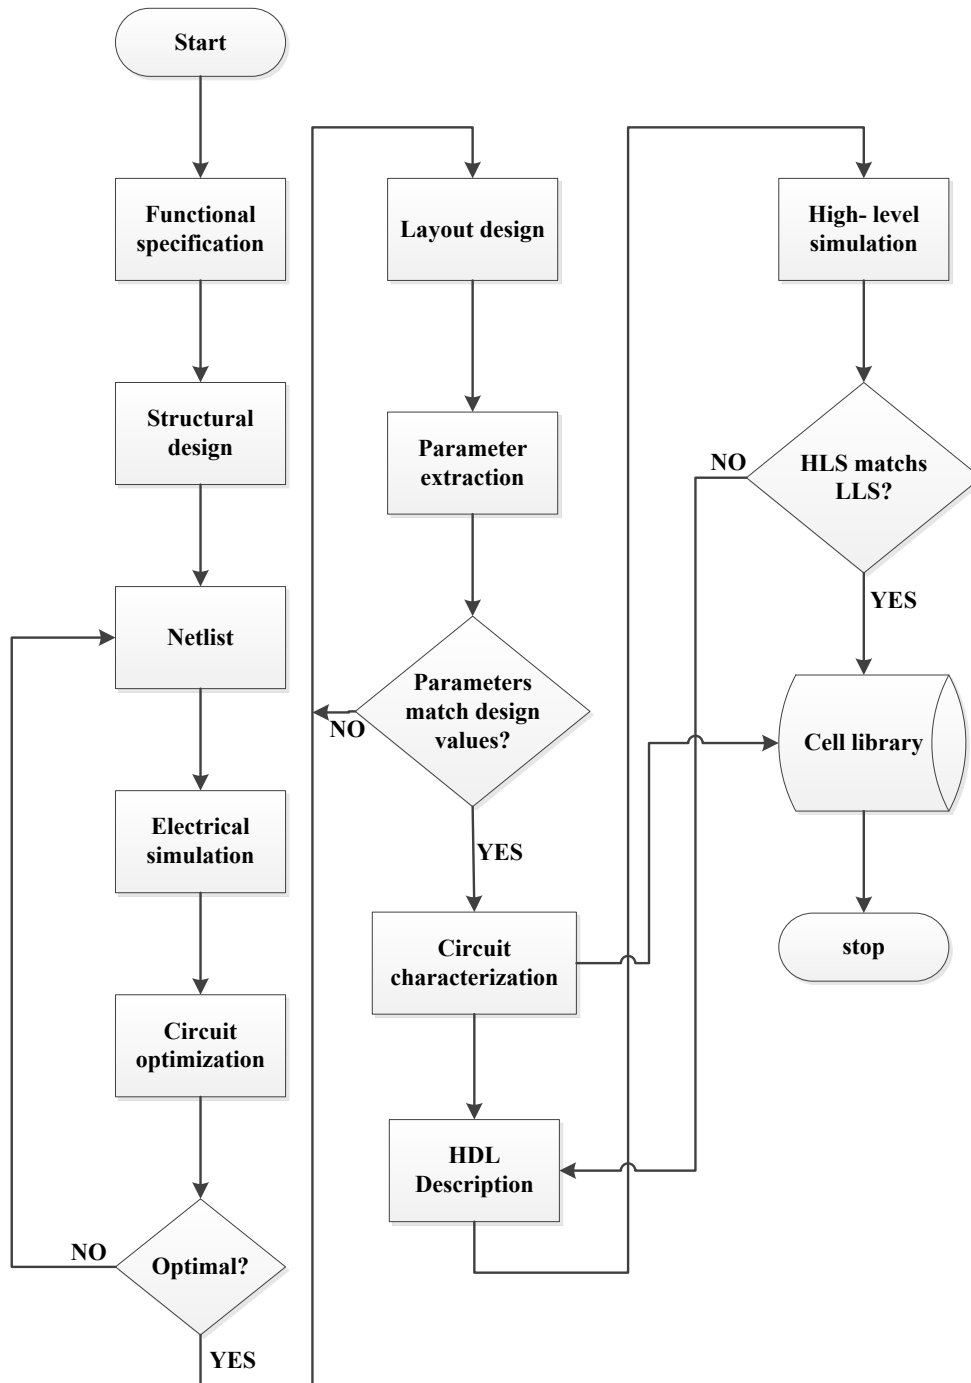 Start
Functional
specification
Structural
design
Netlist
Electrical
simulation
Circuit
optimization
NO
Optimal?
YES
Layout design
Parameter
extraction
Parameters
match design
values?
NO
YES
Circuit
characterization
HDL
Description
High- level
simulation
NO
HLS matchs
LLS?
YES
Cell library
stop